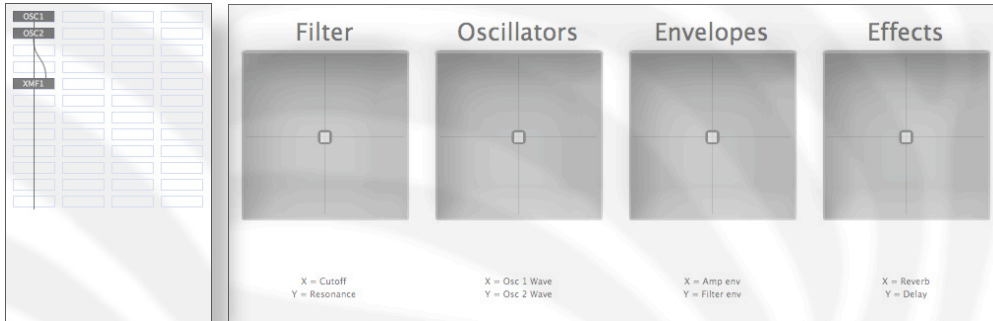 OSC1
OSC2
XMF1
Filter
Oscillators
Envelopes
Effects
X = Cutoff
Y = Resonance
X = Osc 1 Wave
Y = Osc 2 Wave
X = Amp env
Y = Filter env
X = Reverb
Y = Delay